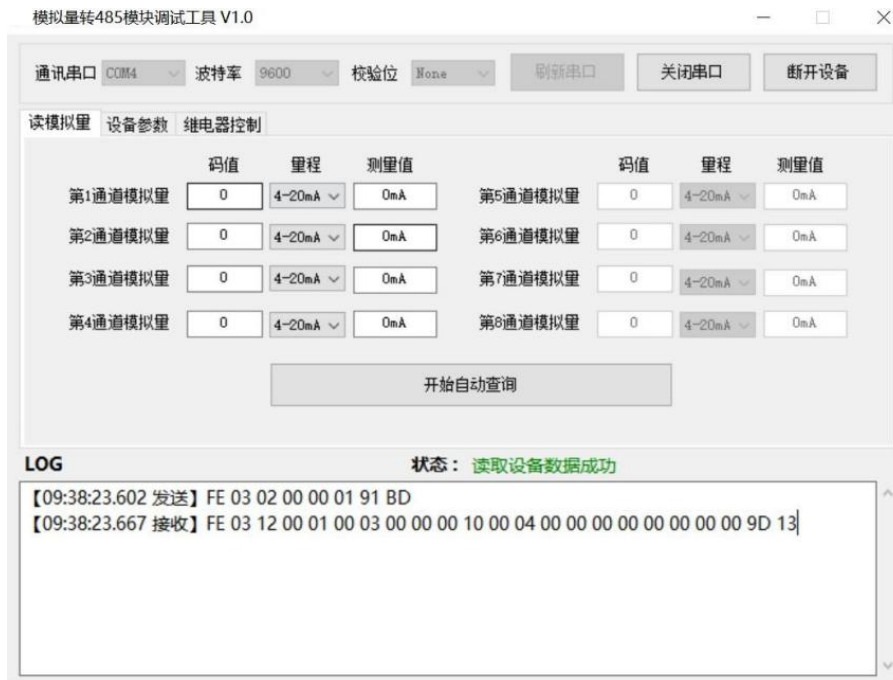 模拟量转485模块调试工具 V1.0
通讯串口 COM4 波特率 9600 校验位 None 刷新串口 关闭串口 断开设备
读模拟量 设备参数 继电器控制
码值 量程 测量值 码值 量程 测量值
第1通道模拟量 0 4-20mA 0mA 第5通道模拟量 0 4-20mA 0mA
第2通道模拟量 0 4-20mA 0mA 第6通道模拟量 0 4-20mA 0mA
第3通道模拟量 0 4-20mA 0mA 第7通道模拟量 0 4-20mA 0mA
第4通道模拟量 0 4-20mA 0mA 第8通道模拟量 0 4-20mA 0mA
开始自动查询
LOG 状态： 读取设备数据成功
【09:38:23.602 发送】FE 03 02 00 00 01 91 BD
【09:38:23.667 接收】FE 03 12 00 01 00 03 00 00 00 10 00 04 00 00 00 00 00 00 00 00 9D 13